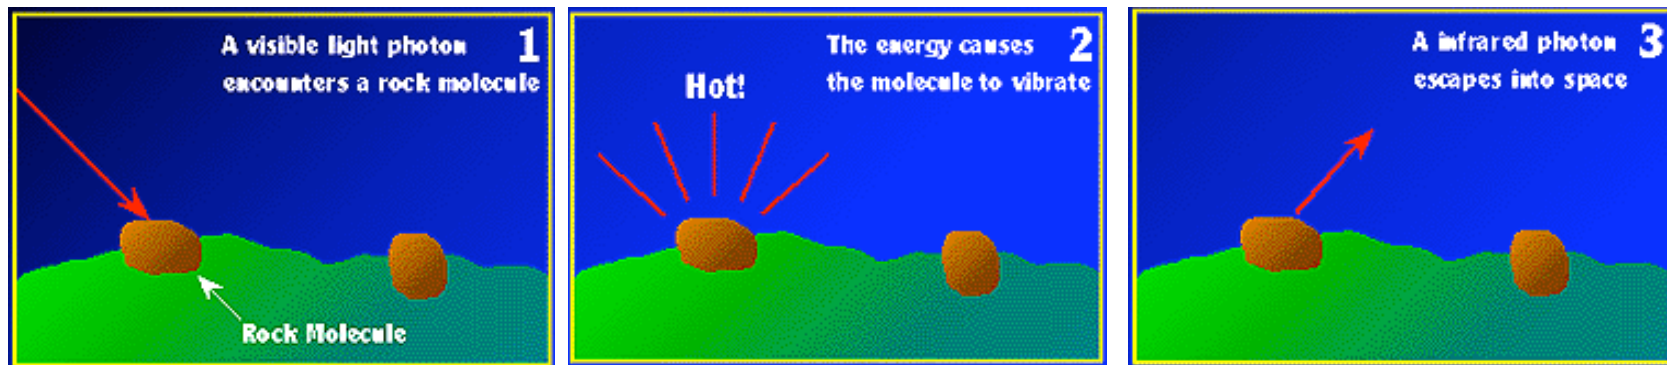 A visible light photon 1
encounters a rock molecule
Rock Molecule
The energy causes 2
the molecule to vibrate
Hot!
A infrared photon 3
escapes into space